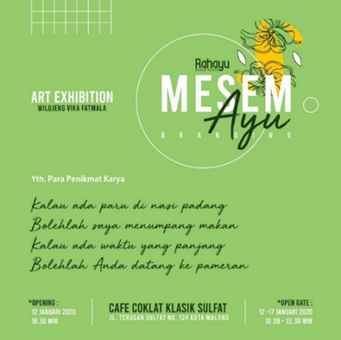 Rahayu
MESEM
Ayu
BRANDING
ART EXHIBITION
WILUJENG VIKA FATMALA
Yth. Para Penikmat Karya
Kalau ada paru di nasi padang
Bolehlah saya menumpang makan
Kalau ada waktu yang panjang
Bolehlah Anda datang ke pameran
*OPENING :
12 JANUARI 2020
18.30 WIB
CAFE COKLAT KLASIK SULFAT
JL. TERUSAN SULFAT NO. 124 KOTA MALANG
*OPEN GATE :
12 -17 JANUARI 2020
10.00 - 22.30 WIB